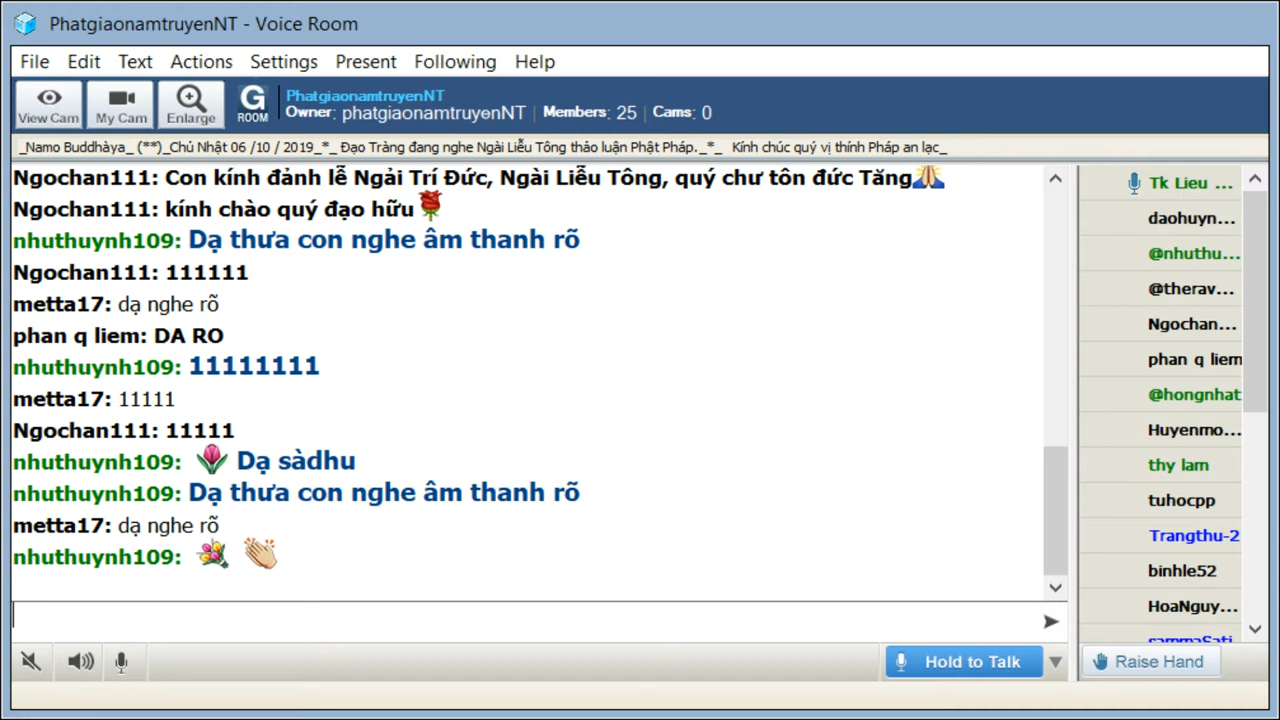 PhatgiaonamtruyenNT - Voice Room
File Edit Text Actions Settings Present Following Help
View Cam My Cam Enlarge G ROOM
PhatgiaonamtruyenNT
Owner: phatgiaonamtruyenNT | Members: 25 | Cams: 0
_Namo Buddhàya_ (**)_Chủ Nhật 06 /10 / 2019_*_ Đạo Tràng đang nghe Ngài Liễu Tông thảo luận Phật Pháp._*_ Kính chúc quý vị thính Pháp an lạc_
Ngochan111: Con kính đảnh lễ Ngải Trí Đức, Ngài Liễu Tông, quý chư tôn đức Tăng
Ngochan111: kính chào quý đạo hữu
nhuthuynh109: Dạ thưa con nghe âm thanh rõ
Ngochan111: 111111
metta17: dạ nghe rõ
phan q liem: DA RO
nhuthuynh109: 11111111
metta17: 11111
Ngochan111: 11111
nhuthuynh109: Dạ sàdhu
nhuthuynh109: Dạ thưa con nghe âm thanh rõ
metta17: dạ nghe rõ
nhuthuynh109:
Tk Lieu ...
daohuyn...
@nhuthu...
@therav...
Ngochan...
phan q liem
@hongnhat
Huyenmo...
thy lam
tuhocpp
Trangthu-2
binhle52
HoaNguy...
sammaSati
Hold to Talk
Raise Hand